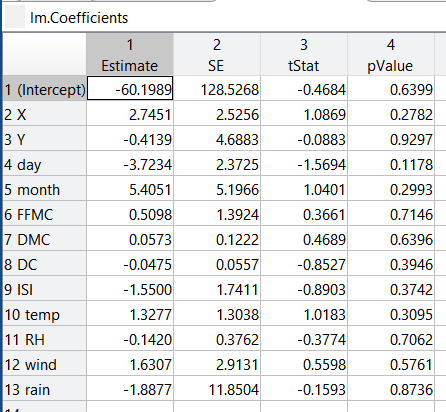 lm.Coefficients
1 2 3 4
Estimate SE tStat pValue
1 (Intercept) -60.1989 128.5268 -0.4684 0.6399
2 X 2.7451 2.5256 1.0869 0.2782
3 Y -0.4139 4.6883 -0.0883 0.9297
4 day -3.7234 2.3725 -1.5694 0.1178
5 month 5.4051 5.1966 1.0401 0.2993
6 FFMC 0.5098 1.3924 0.3661 0.7146
7 DMC 0.0573 0.1222 0.4689 0.6396
8 DC -0.0475 0.0557 -0.8527 0.3946
9 ISI -1.5500 1.7411 -0.8903 0.3742
10 temp 1.3277 1.3038 1.0183 0.3095
11 RH -0.1420 0.3762 -0.3774 0.7062
12 wind 1.6307 2.9131 0.5598 0.5761
13 rain -1.8877 11.8504 -0.1593 0.8736